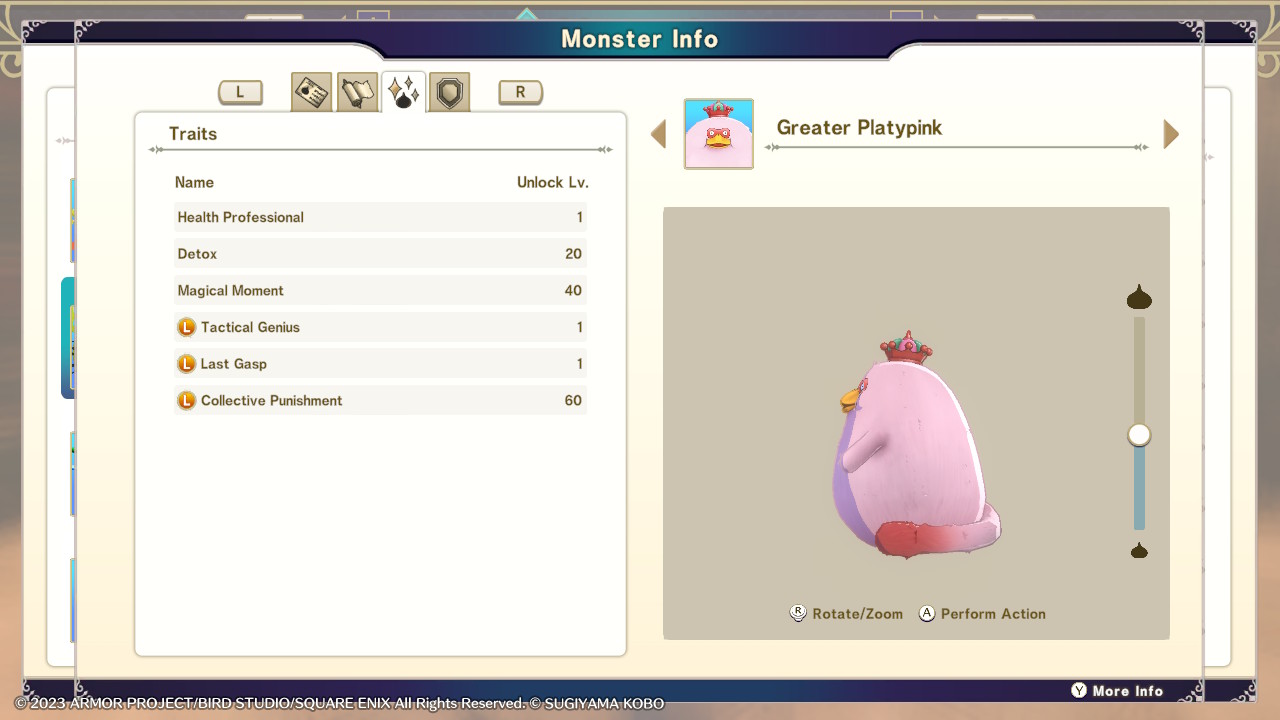 Monster Info
L
R
Traits
Name Unlock Lv.
Health Professional 1
Detox 20
Magical Moment 40
L Tactical Genius 1
L Last Gasp 1
L Collective Punishment 60
Greater Platypink
R Rotate/Zoom A Perform Action
Y More Info
© 2023 ARMOR PROJECT/BIRD STUDIO/SQUARE ENIX All Rights Reserved. © SUGIYAMA KOBO